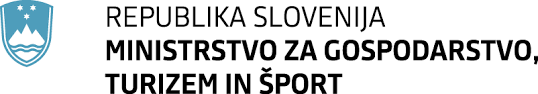 REPUBLIKA SLOVENIJA
MINISTRSTVO ZA GOSPODARSTVO,
TURIZEM IN ŠPORT